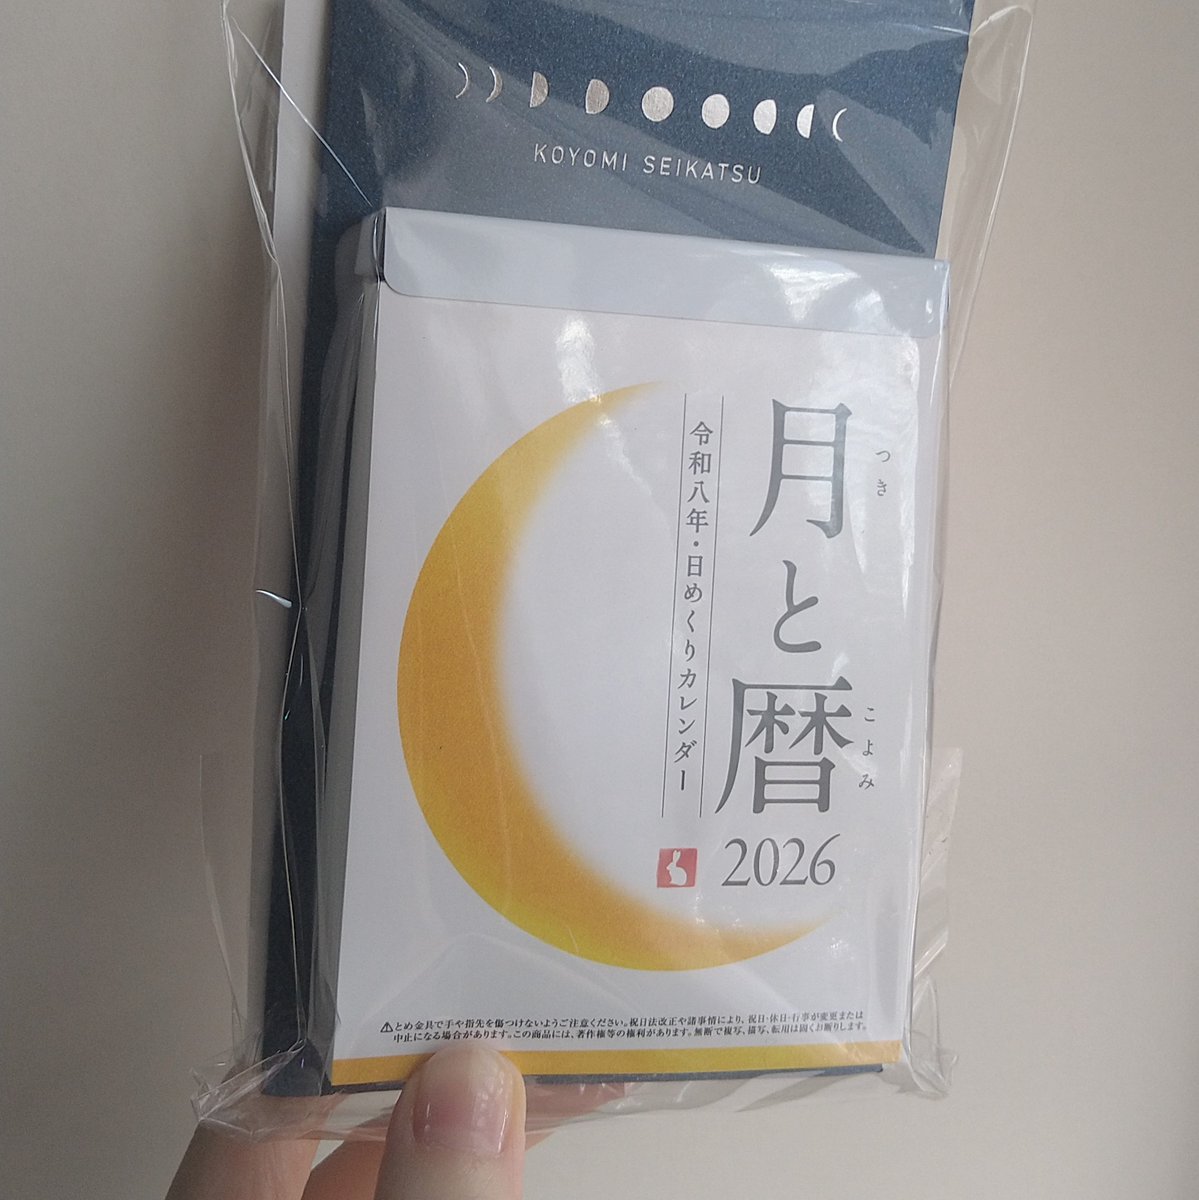 KOYOMI SEIKATSU
月と暦
つき
こよみ
令和八年・日めくりカレンダー
2026
⚠とめ金具で手や指先を傷つけないようご注意ください。祝日法改正や諸事情により、祝日・休日・行事が変更または
中止になる場合があります。この商品には、著作権等の権利があります。無断で複写、描写、転用は固くお断りします。